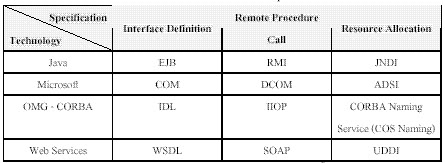 Specification
Technology
Interface Definition
Remote Procedure
Call
Resource Allocation
Java EJB RMI JNDI
Microsoft COM DCOM ADSI
OMG - CORBA IDL IIOP CORBA Naming
Service (COS Naming)
Web Services WSDL SOAP UDDI